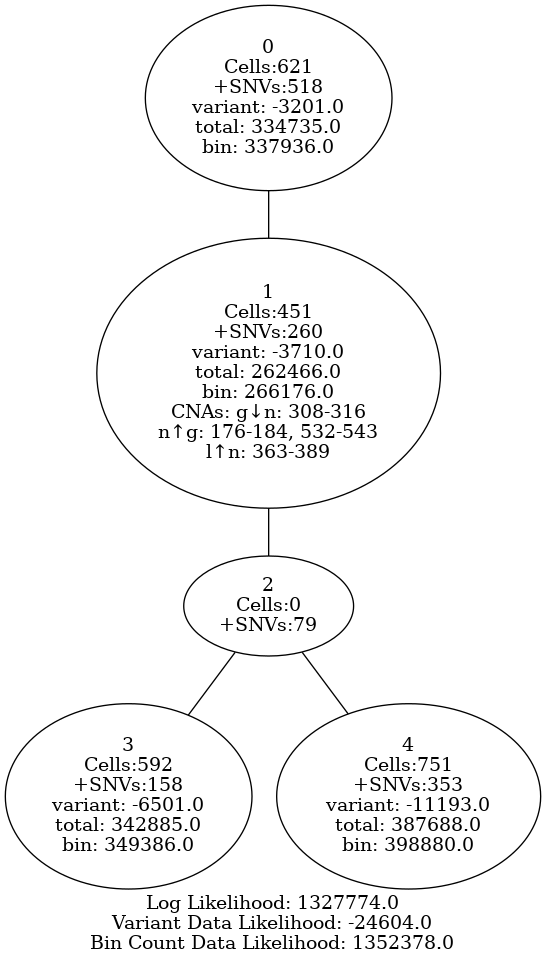 0
Cells:621
+SNVs:518
variant: -3201.0
total: 334735.0
bin: 337936.0
1
Cells:451
+SNVs:260
variant: -3710.0
total: 262466.0
bin: 266176.0
CNAs: g↓n: 308-316
n↑g: 176-184, 532-543
l↑n: 363-389
2
Cells:0
+SNVs:79
3
Cells:592
+SNVs:158
variant: -6501.0
total: 342885.0
bin: 349386.0
4
Cells:751
+SNVs:353
variant: -11193.0
total: 387688.0
bin: 398880.0
Log Likelihood: 1327774.0
Variant Data Likelihood: -24604.0
Bin Count Data Likelihood: 1352378.0